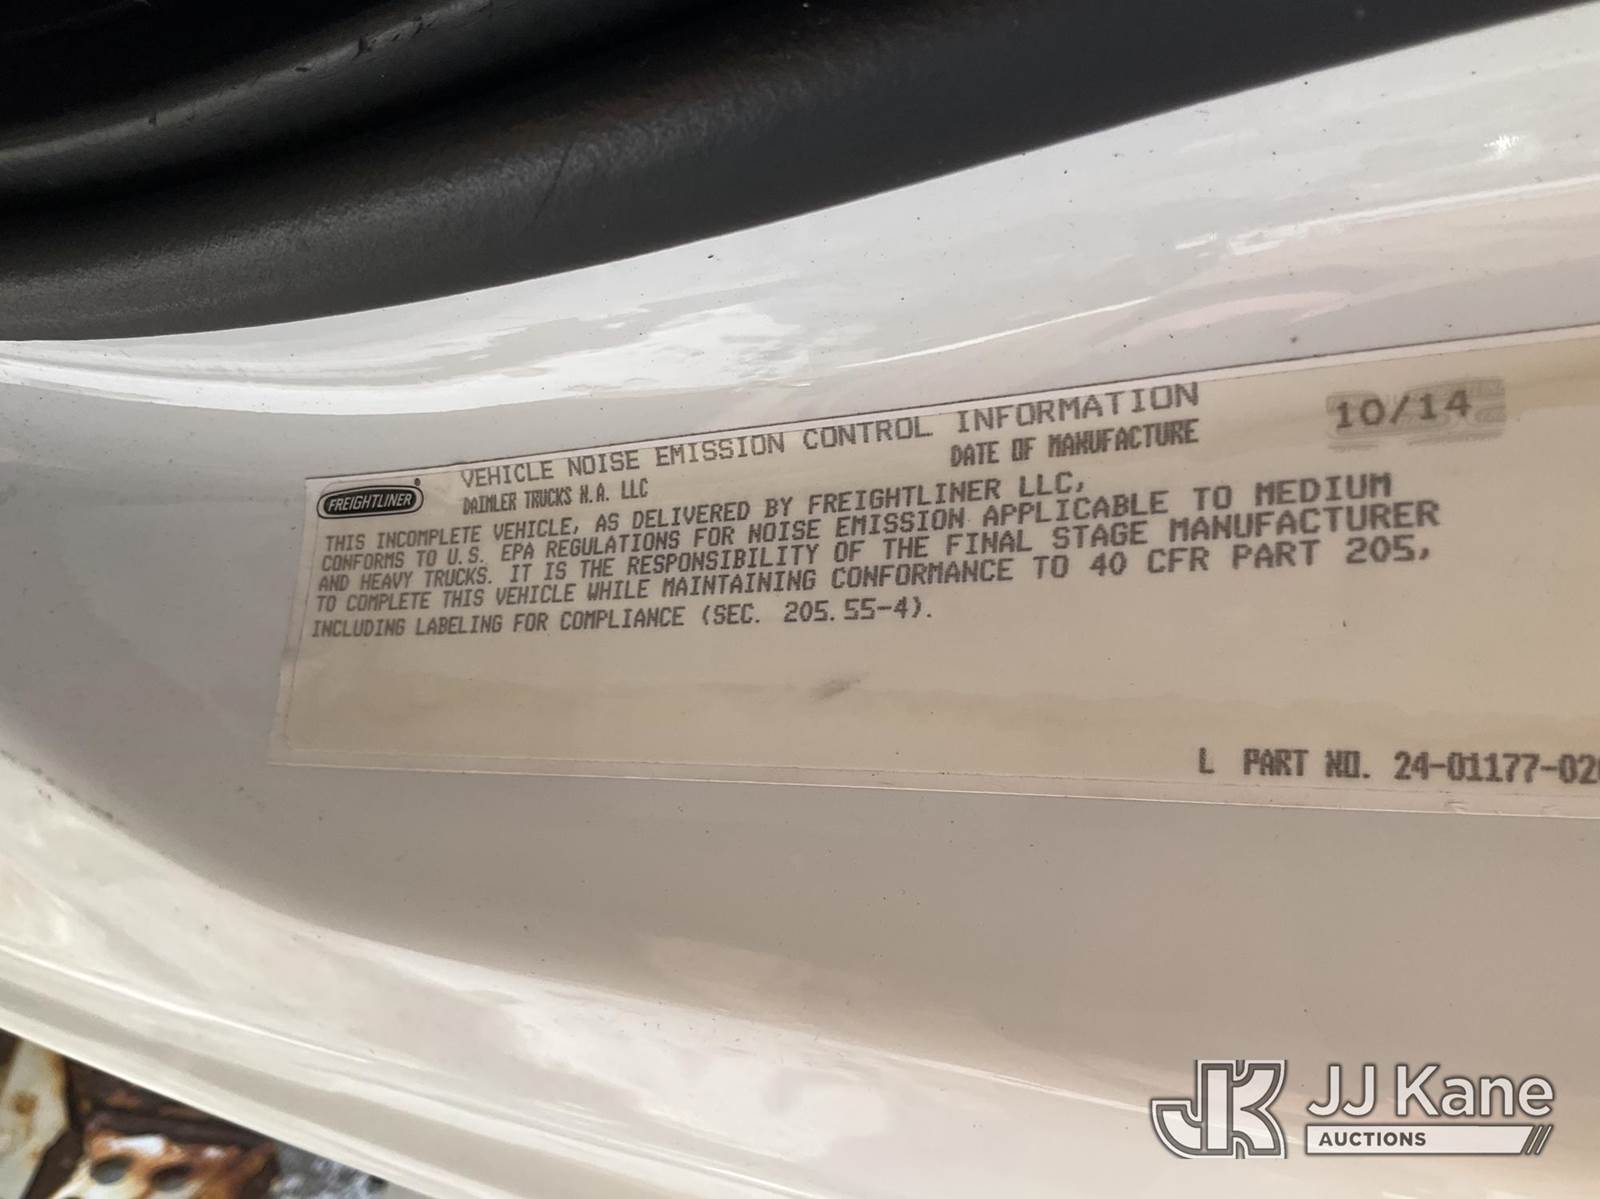 VEHICLE NOISE EMISSION CONTROL INFORMATION
10/14
FREIGHTLINER®
DAIMLER TRUCKS N.A. LLC
DATE OF MANUFACTURE
THIS INCOMPLETE VEHICLE, AS DELIVERED BY FREIGHTLINER LLC,
CONFORMS TO U.S. EPA REGULATIONS FOR NOISE EMISSION APPLICABLE TO MEDIUM
AND HEAVY TRUCKS. IT IS THE RESPONSIBILITY OF THE FINAL STAGE MANUFACTURER
TO COMPLETE THIS VEHICLE WHILE MAINTAINING CONFORMANCE TO 40 CFR PART 205,
INCLUDING LABELING FOR COMPLIANCE (SEC. 205.55-4).
L PART NO. 24-01177-02
JJ Kane
AUCTIONS